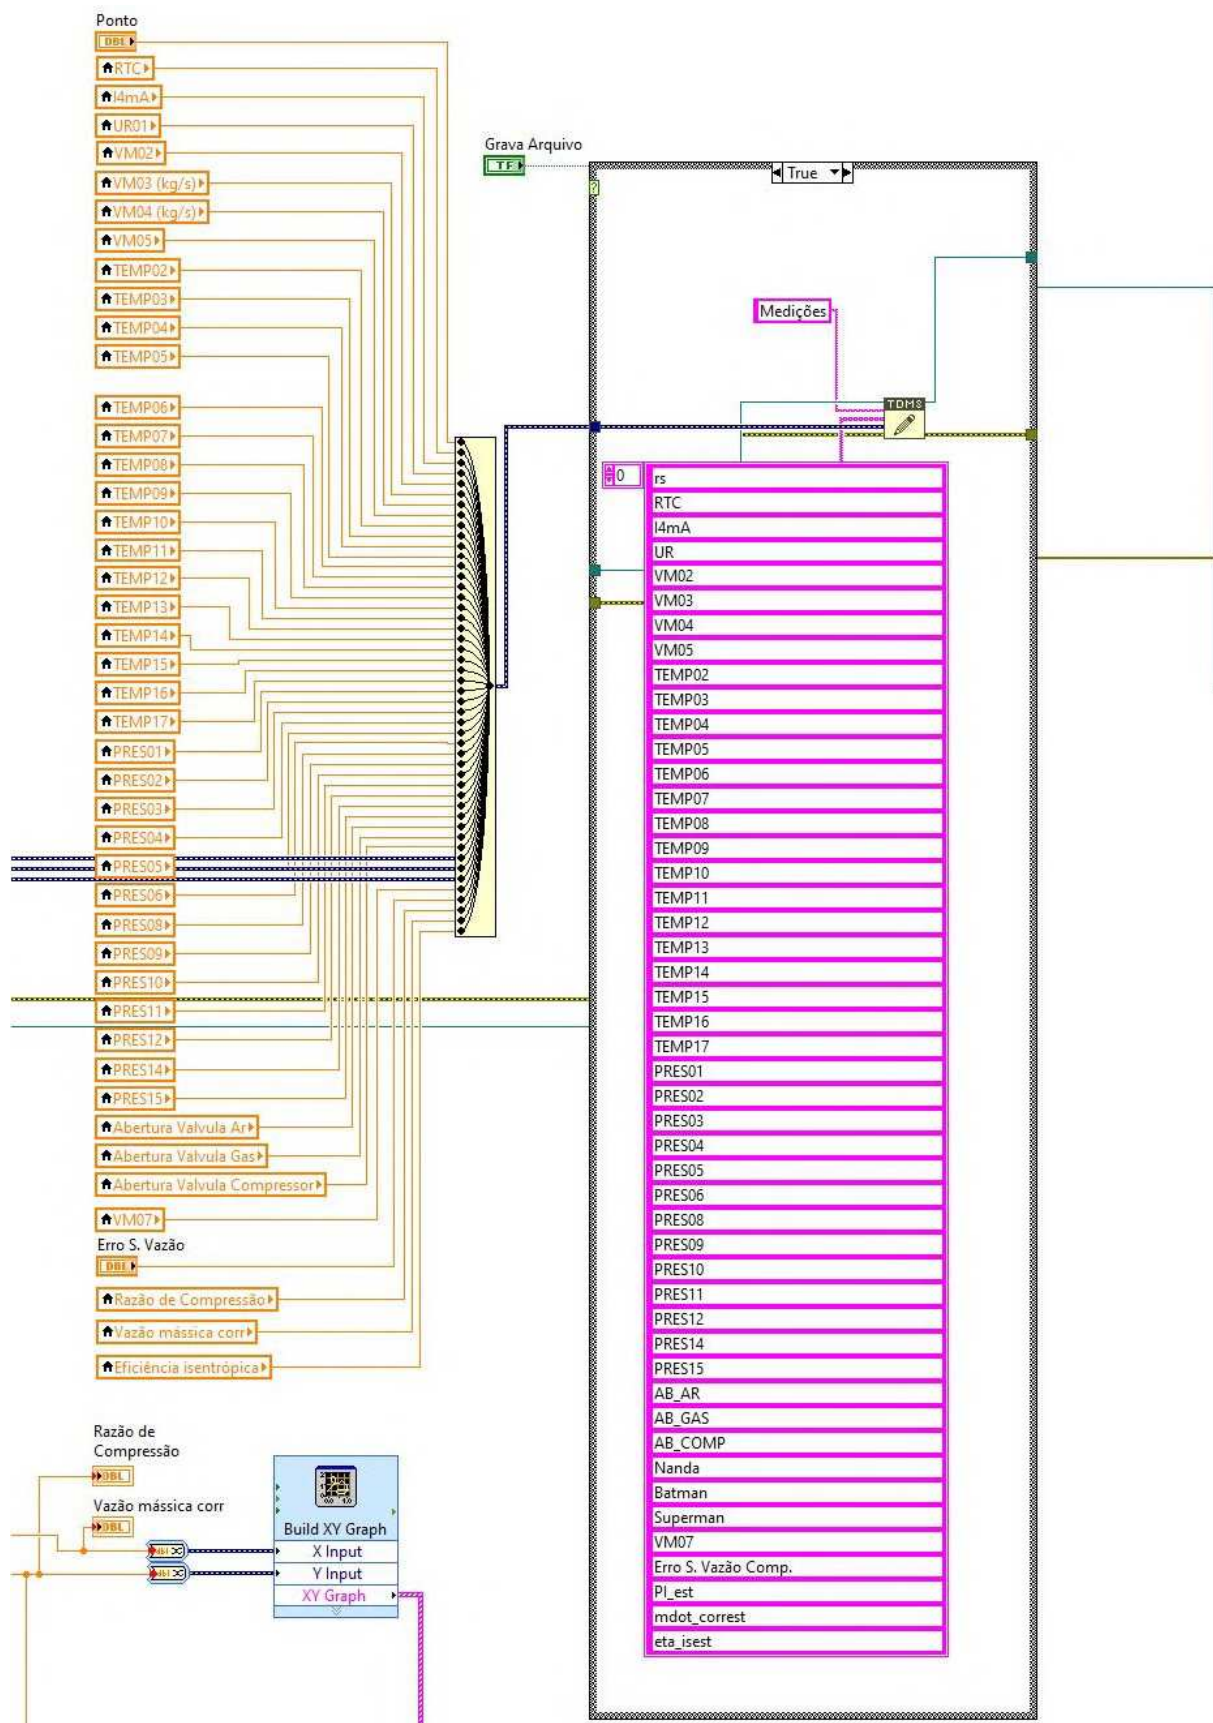 Ponto
DBL
RTC
I4mA
UR01
VM02
VM03 (kg/s)
VM04 (kg/s)
VM05
TEMP02
TEMP03
TEMP04
TEMP05
TEMP06
TEMP07
TEMP08
TEMP09
TEMP10
TEMP11
TEMP12
TEMP13
TEMP14
TEMP15
TEMP16
TEMP17
PRES01
PRES02
PRES03
PRES04
PRES05
PRES06
PRES08
PRES09
PRES10
PRES11
PRES12
PRES14
PRES15
Abertura Valvula Ar
Abertura Valvula Gas
Abertura Valvula Compressor
VM07
Erro S. Vazão
DBL
Razão de Compressão
Vazão mássica corr
Eficiência isentrópica
Razão de
Compressão
DBL
Vazão mássica corr
DBL
Build XY Graph
X Input
Y Input
XY Graph
Grava Arquivo
TF
True
?
Medições
TDMS
0
rs
RTC
I4mA
UR
VM02
VM03
VM04
VM05
TEMP02
TEMP03
TEMP04
TEMP05
TEMP06
TEMP07
TEMP08
TEMP09
TEMP10
TEMP11
TEMP12
TEMP13
TEMP14
TEMP15
TEMP16
TEMP17
PRES01
PRES02
PRES03
PRES04
PRES05
PRES06
PRES08
PRES09
PRES10
PRES11
PRES12
PRES14
PRES15
AB_AR
AB_GAS
AB_COMP
Nanda
Batman
Superman
VM07
Erro S. Vazão Comp.
PI_est
mdot_correst
eta_isest